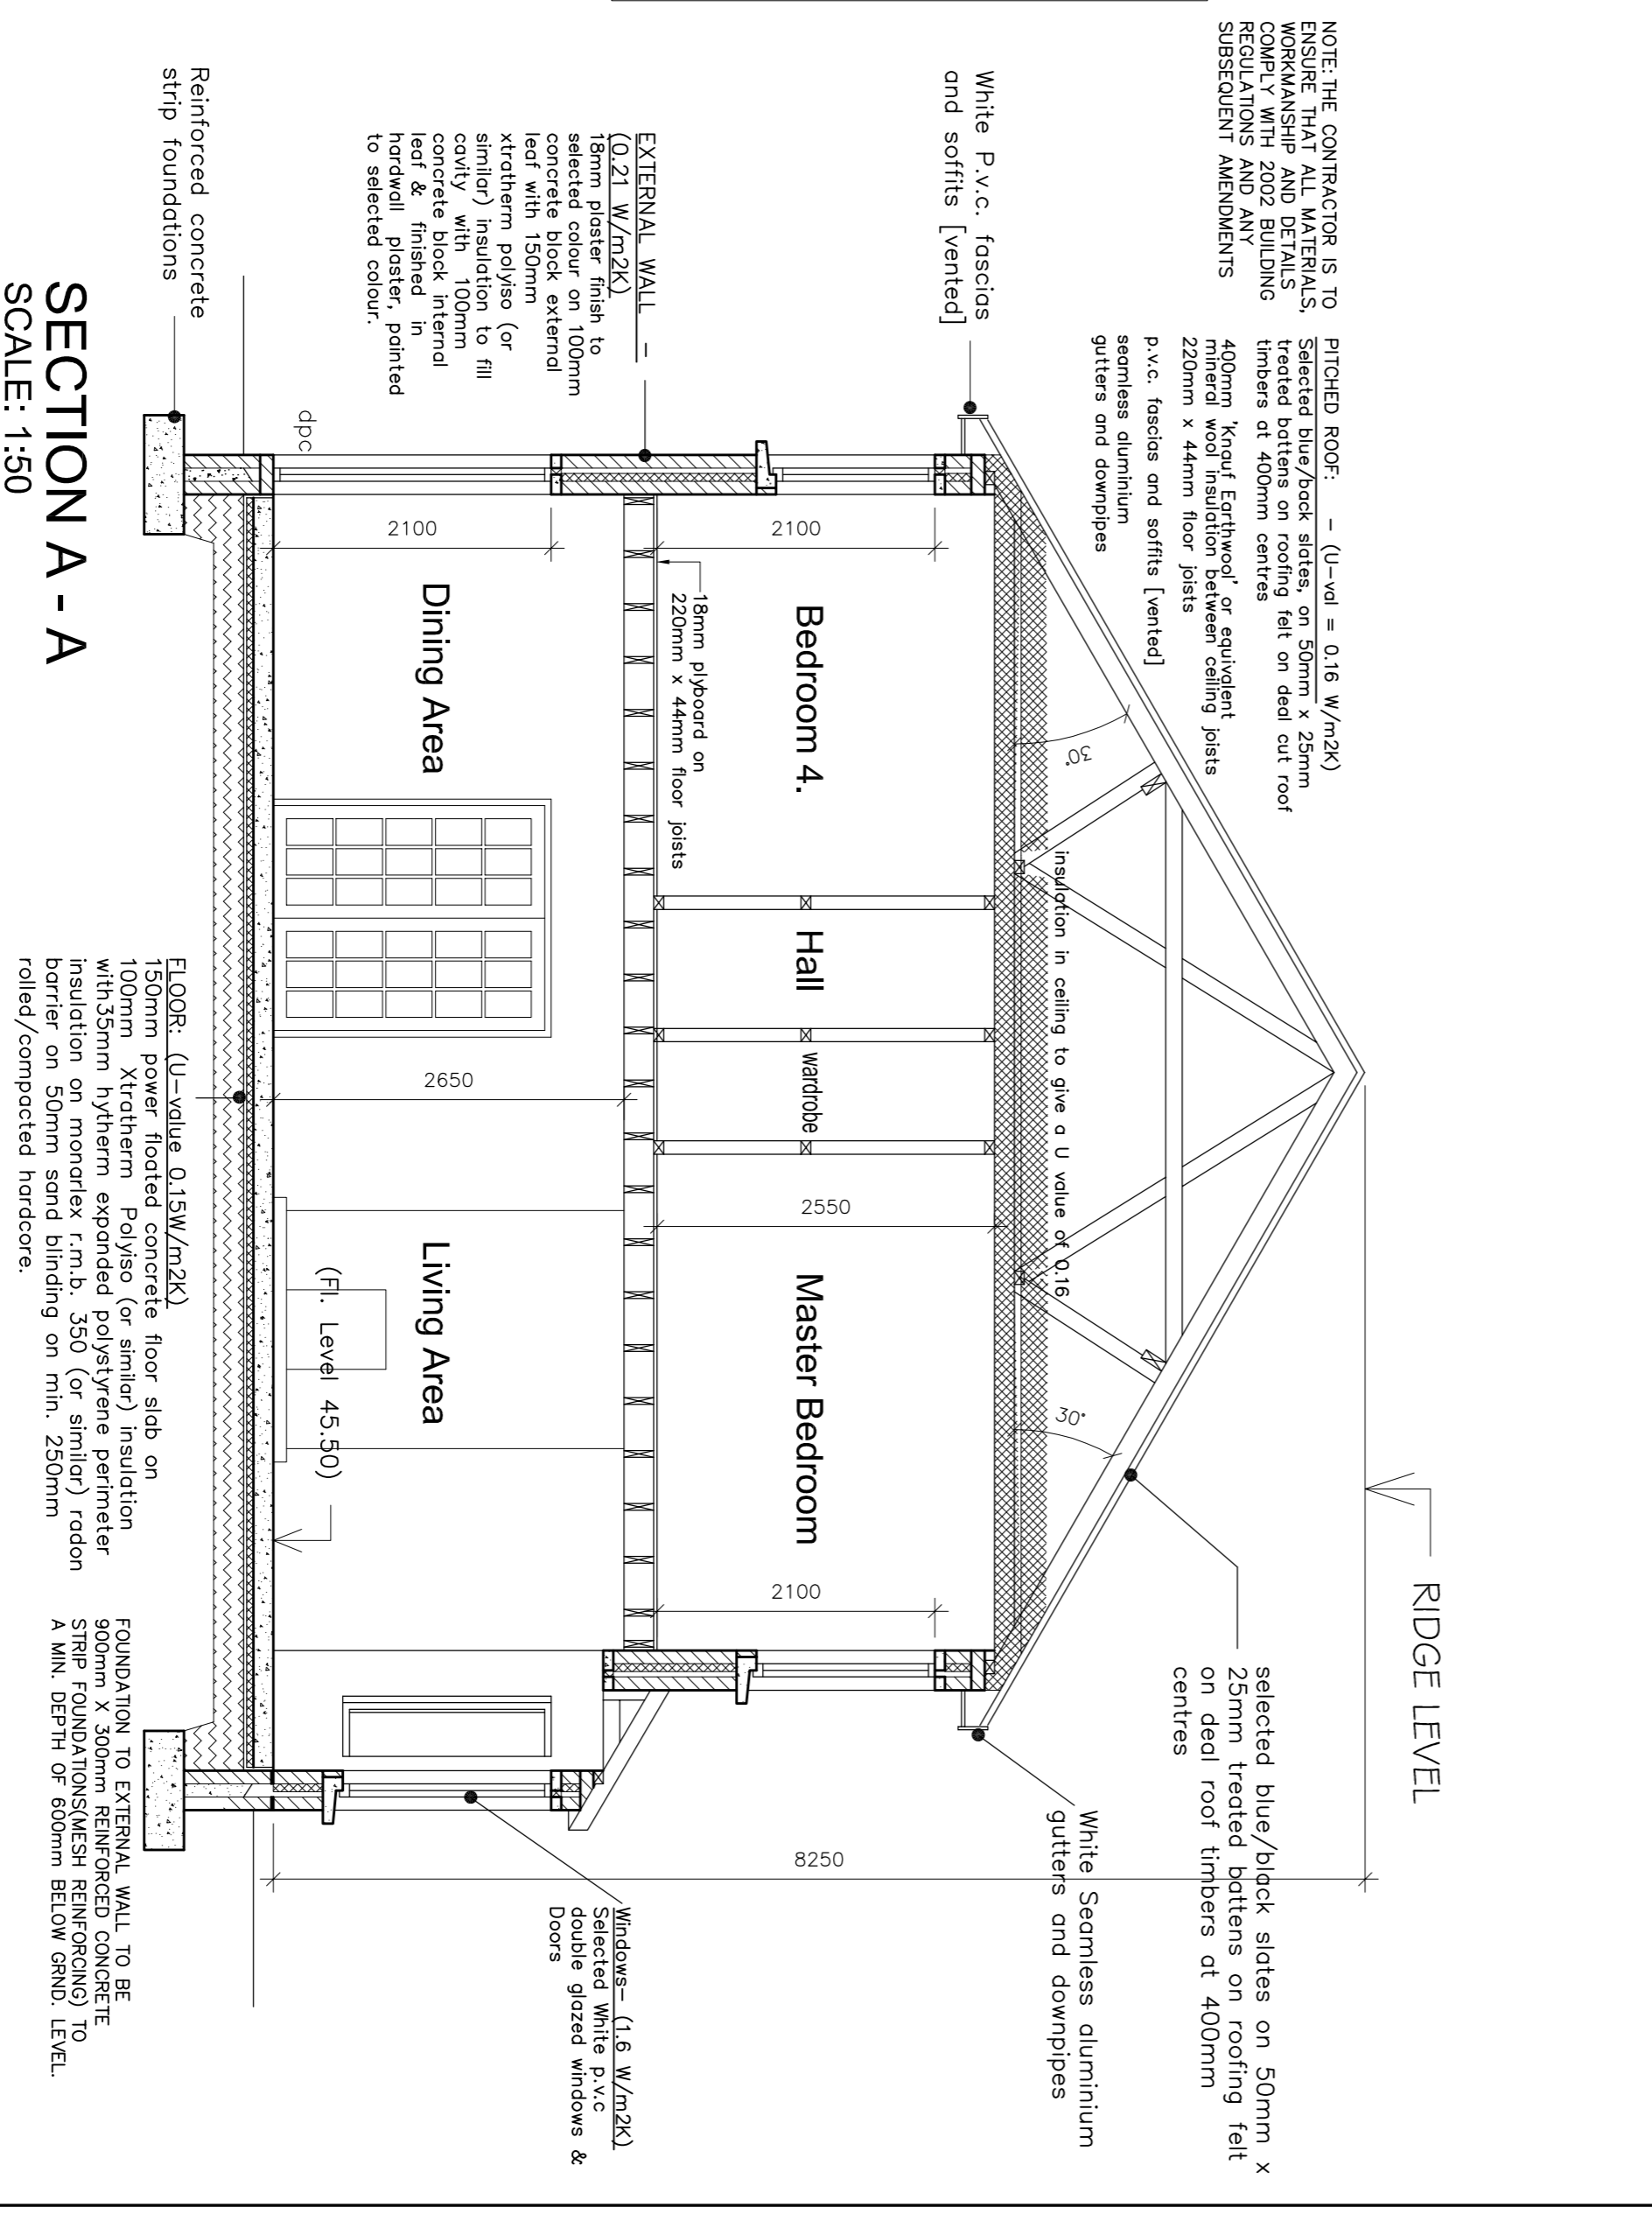 NOTE: THE CONTRACTOR IS TO
ENSURE THAT ALL MATERIALS,
WORKMANSHIP AND DETAILS
COMPLY WITH 2002 BUILDING
REGULATIONS AND ANY
SUBSEQUENT AMENDMENTS
PITCHED ROOF: - (U-val = 0.16 W/m2K)
Selected blue/back slates, on 50mm x 25mm
treated battens on roofing felt on deal cut roof
timbers at 400mm centres
400mm 'Knauf Earthwool' or equivalent
mineral wool insulation between ceiling joists
220mm x 44mm floor joists
p.v.c. fascias and soffits [vented]
seamless aluminium
gutters and downpipes
RIDGE LEVEL
selected blue/black slates on 50mm x
25mm treated battens on roofing felt
on deal roof timbers at 400mm
centres
White P.v.c. fascias
and soffits [vented]
White Seamless aluminium
gutters and downpipes
30°
30°
insulation in ceiling to give a U value of 0.16
EXTERNAL WALL -
(0.21 W/m2K)
18mm plaster finish to
selected colour on 100mm
concrete block external
leaf with 150mm
xtratherm polyiso (or
similar) insulation to fill
cavity with 100mm
concrete block internal
leaf & finished in
hardwall plaster, painted
to selected colour.
2100
Bedroom 4.
Hall
wardrobe
2550
Master Bedroom
2100
8250
18mm plyboard on
220mm x 44mm floor joists
Windows- (1.6 W/m2K)
Selected White p.v.c
double glazed windows &
Doors
2100
Dining Area
2650
Living Area
(Fl. Level 45.50)
dpc
Reinforced concrete
strip foundations
FLOOR: (U-value 0.15W/m2K)
150mm power floated concrete floor slab on
100mm Xtratherm Polyiso (or similar) insulation
with35mm hytherm expanded polystyrene perimeter
insulation on monarlex r.m.b. 350 (or similar) radon
barrier on 50mm sand blinding on min. 250mm
rolled/compacted hardcore.
FOUNDATION TO EXTERNAL WALL TO BE
900mm X 300mm REINFORCED CONCRETE
STRIP FOUNDATIONS(MESH REINFORCING) TO
A MIN. DEPTH OF 600mm BELOW GRND. LEVEL.
SECTION A - A
SCALE: 1:50